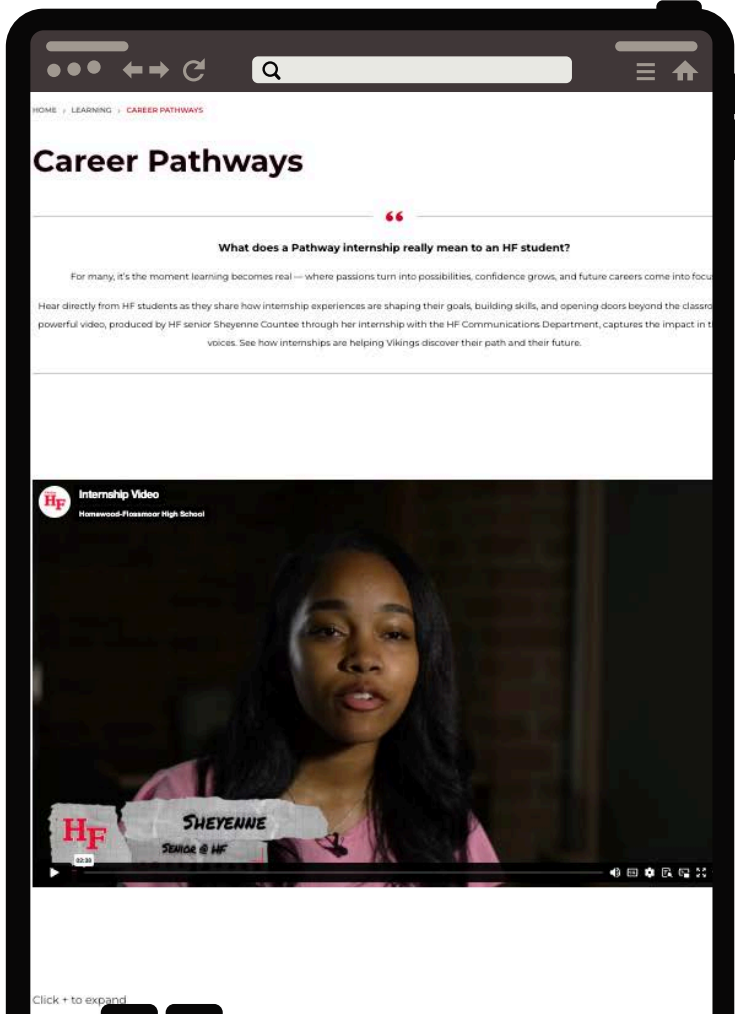 HOME › LEARNING › CAREER PATHWAYS
Career Pathways
“
What does a Pathway internship really mean to an HF student?
For many, it's the moment learning becomes real — where passions turn into possibilities, confidence grows, and future careers come into
Hear directly from HF students as they share how internship experiences are shaping their goals, building skills, and opening doors beyond the
powerful video, produced by HF senior Sheyenne Countee through her internship with the HF Communications Department, captures the impact in
voices. See how internships are helping Vikings discover their path and their future.
HF
Internship Video
Homewood-Flossmoor High School
HF
SHEYENNE
SENIOR @ HF
03:30
Click + to expand